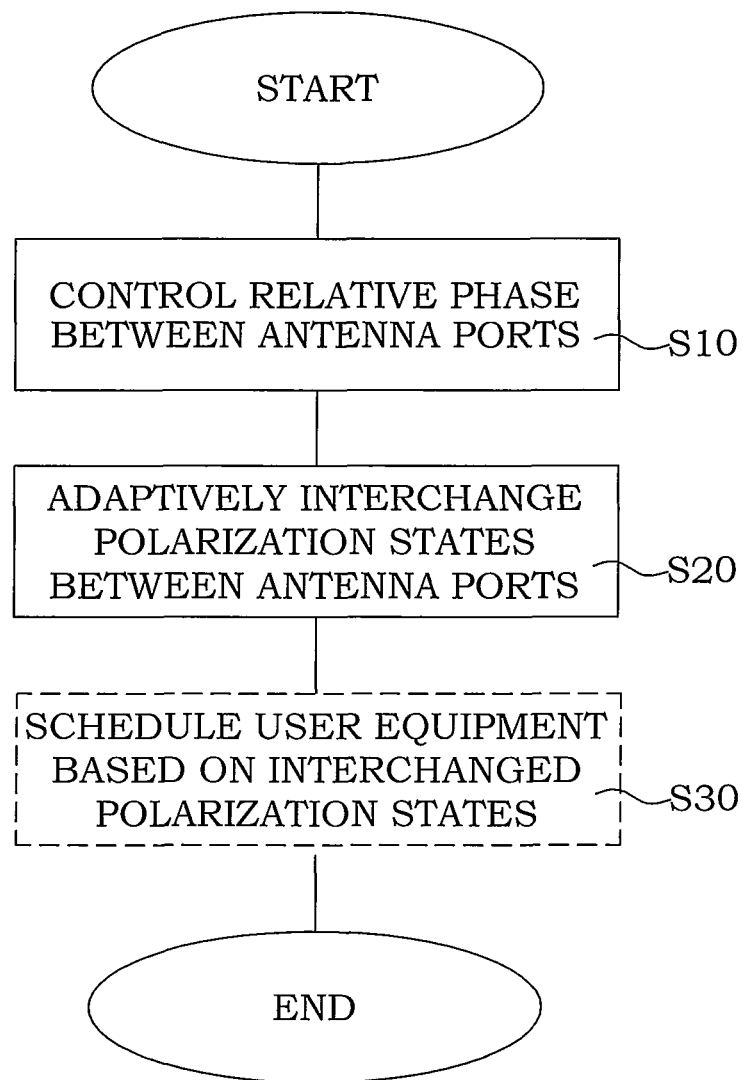 START
CONTROL RELATIVE PHASE
BETWEEN ANTENNA PORTS
S10
ADAPTIVELY INTERCHANGE
POLARIZATION STATES
BETWEEN ANTENNA PORTS
S20
SCHEDULE USER EQUIPMENT
BASED ON INTERCHANGED
POLARIZATION STATES
S30
END